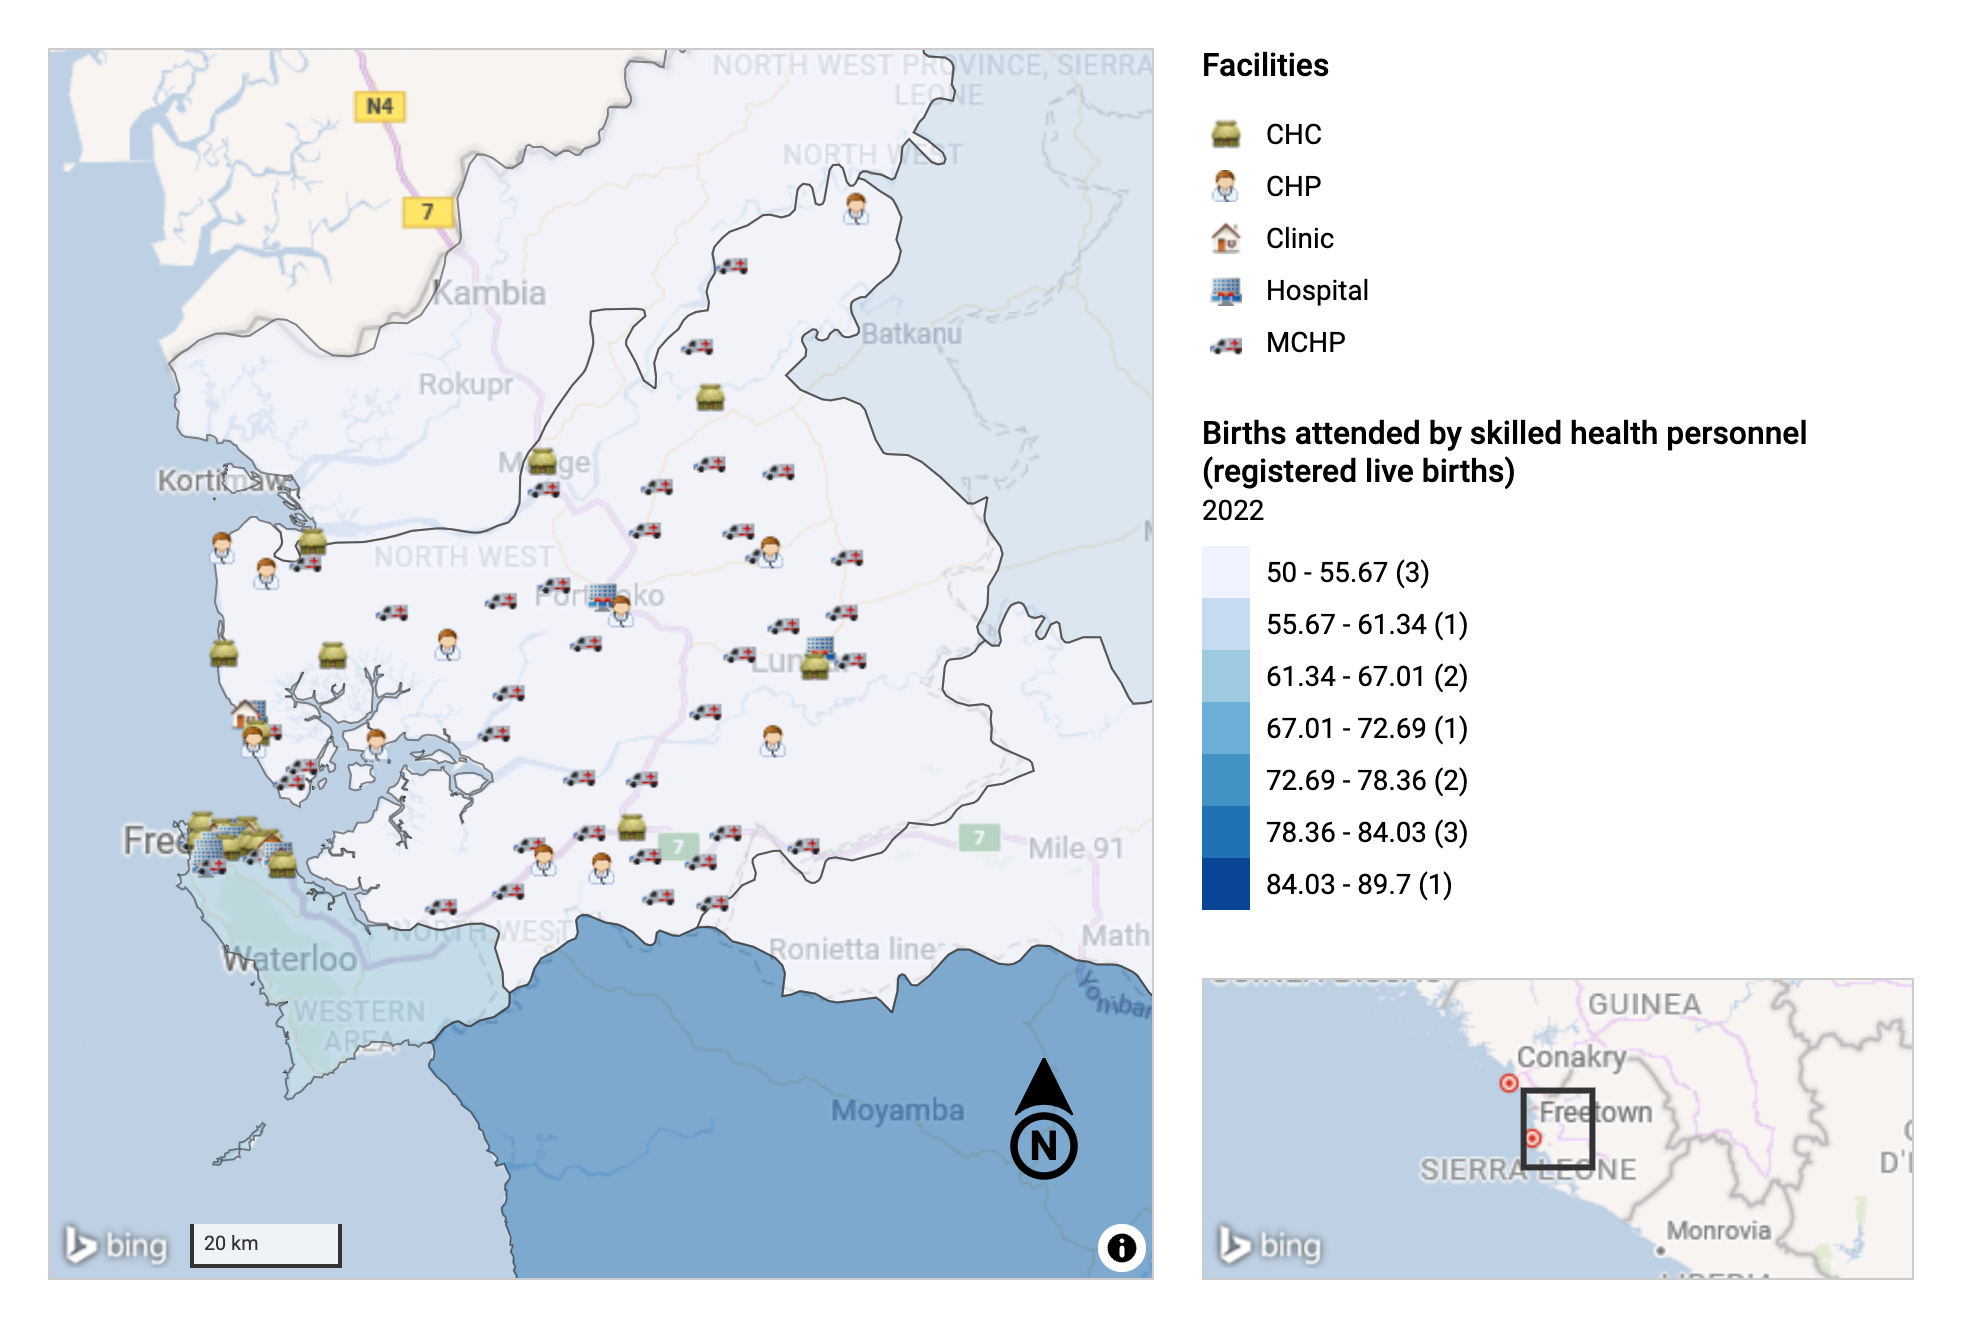 NORTH WEST PROVINCE, SIERRA
LEONE
N4
NORTH WEST
7
Kambia
Batkanu
Rokupr
Kortimaw
NORTH WEST
7
7
Mile 91
NORTH WEST
Ronietta line
Waterloo
WESTERN
AREA
Moyamba
N
bing
20 km
Facilities
CHC
CHP
Clinic
Hospital
MCHP
Births attended by skilled health personnel
(registered live births)
2022
50 - 55.67 (3)
55.67 - 61.34 (1)
61.34 - 67.01 (2)
67.01 - 72.69 (1)
72.69 - 78.36 (2)
78.36 - 84.03 (3)
84.03 - 89.7 (1)
GUINEA
Conakry
Freetown
SIERRA LEONE
Monrovia
bing